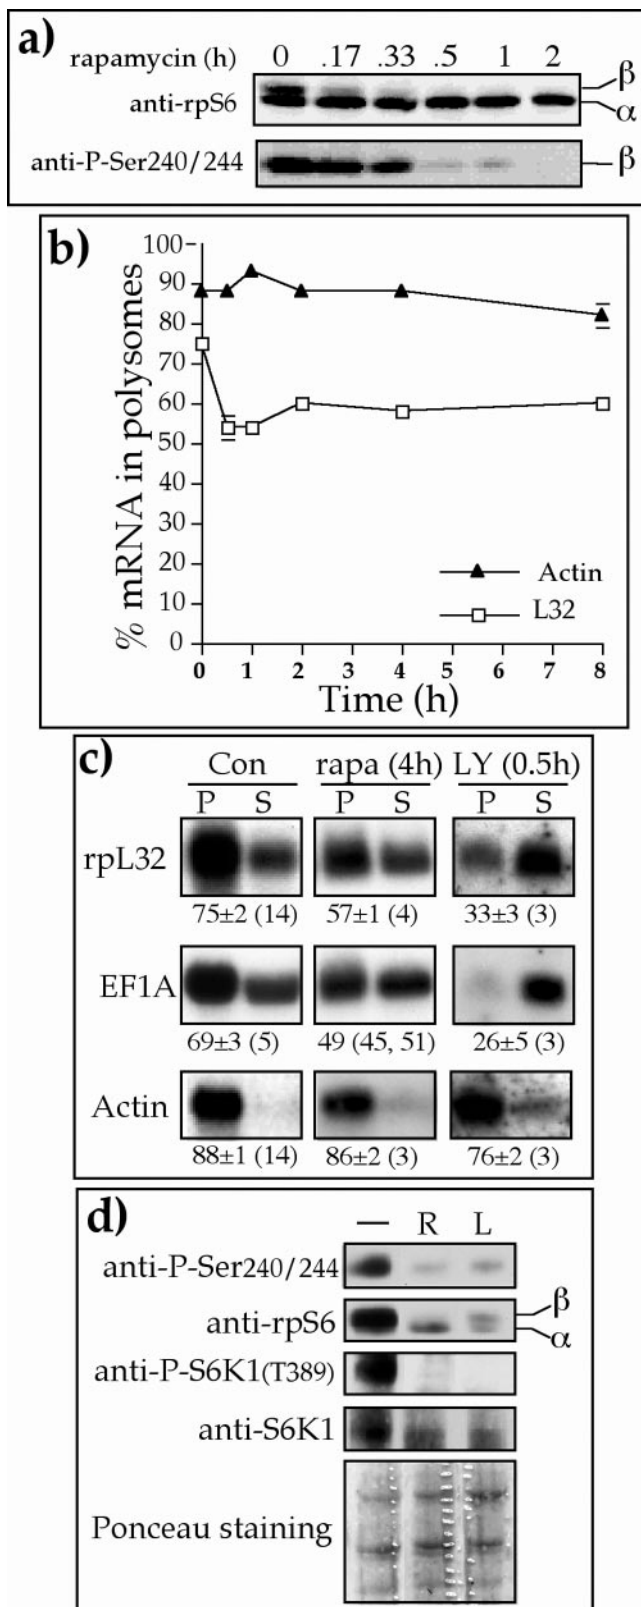 a)
rapamycin (h) 0 .17 .33 .5 1 2
anti-rpS6 β
α
anti-P-Ser240/244 β
b)
% mRNA in polysomes
100
90
80
70
60
50
40
30
20
10
0
Actin
L32
0 1 2 3 4 5 6 7 8
Time (h)
c)
Con rapa (4h) LY (0.5h)
P S P S P S
rpL32
75±2 (14) 57±1 (4) 33±3 (3)
EF1A
69±3 (5) 49 (45, 51) 26±5 (3)
Actin
88±1 (14) 86±2 (3) 76±2 (3)
d)
— R L
anti-P-Ser240/244
anti-rpS6 β
α
anti-P-S6K1(T389)
anti-S6K1
Ponceau staining